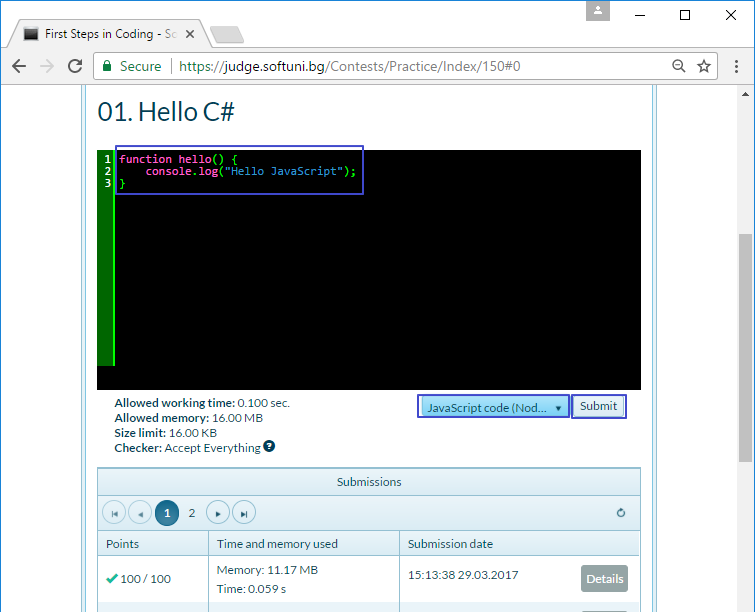 First Steps in Coding - So
Secure https://judge.softuni.bg/Contests/Practice/Index/150#0
01. Hello C#
1 function hello() {
2     console.log("Hello JavaScript");
3 }
Allowed working time: 0.100 sec.
Allowed memory: 16.00 MB
Size limit: 16.00 KB
Checker: Accept Everything ?
JavaScript code (Nod... Submit
Submissions
1 2
Points Time and memory used Submission date
100 / 100 Memory: 11.17 MB 15:13:38 29.03.2017 Details
Time: 0.059 s